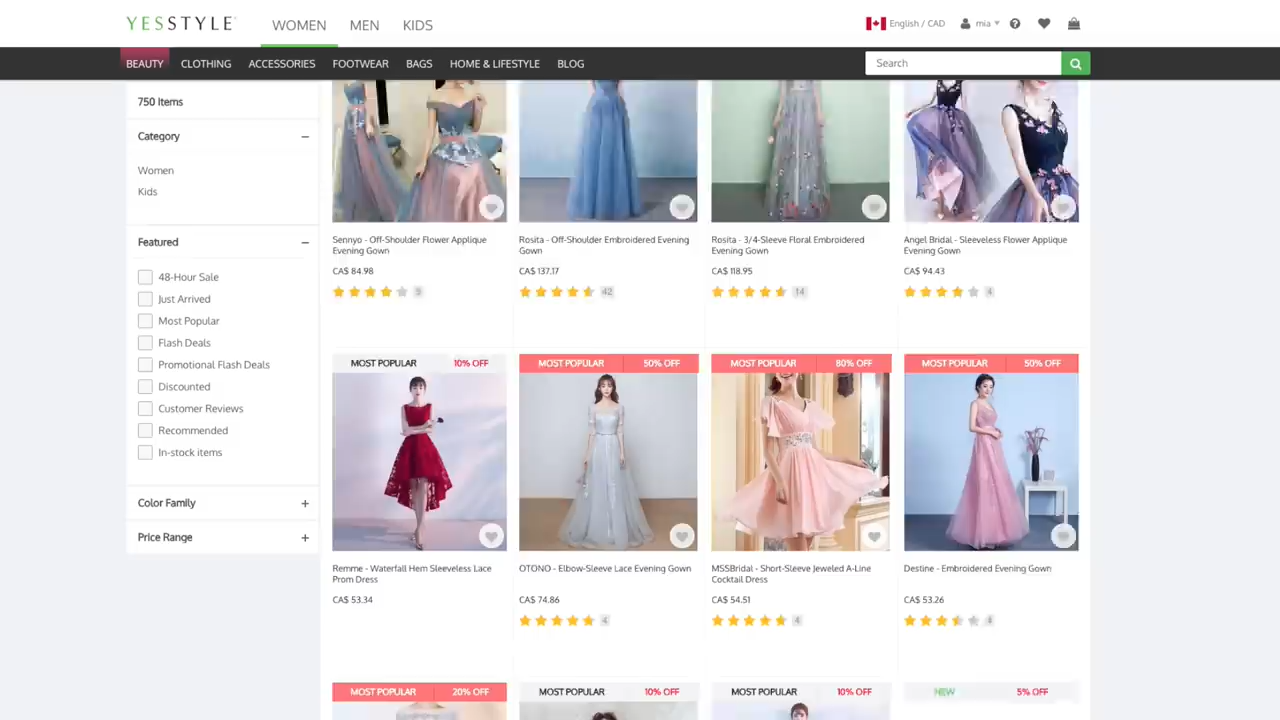 YESSTYLE
WOMEN MEN KIDS
English / CAD
mia
BEAUTY CLOTHING ACCESSORIES FOOTWEAR BAGS HOME & LIFESTYLE BLOG
Search
750 Items
Category
Women
Kids
Featured
48-Hour Sale
Just Arrived
Most Popular
Flash Deals
Promotional Flash Deals
Discounted
Customer Reviews
Recommended
In-stock items
Color Family
Price Range
Sennyo - Off-Shoulder Flower Applique
Evening Gown
CA$ 84.98
Rosita - Off-Shoulder Embroidered Evening
Gown
CA$ 137.17
42
Rosita - 3/4-Sleeve Floral Embroidered
Evening Gown
CA$ 118.95
14
Angel Bridal - Sleeveless Flower Applique
Evening Gown
CA$ 94.43
4
MOST POPULAR 10% OFF
Remme - Waterfall Hem Sleeveless Lace
Prom Dress
CA$ 53.34
MOST POPULAR 50% OFF
OTONO - Elbow-Sleeve Lace Evening Gown
CA$ 74.86
4
MOST POPULAR 80% OFF
MSSBridal - Short-Sleeve Jeweled A-Line
Cocktail Dress
CA$ 54.51
4
MOST POPULAR 50% OFF
Destine - Embroidered Evening Gown
CA$ 53.26
MOST POPULAR 20% OFF
MOST POPULAR 10% OFF
MOST POPULAR 10% OFF
NEW 5% OFF